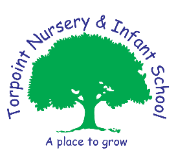 Torpoint Nursery & Infant School
A place to grow